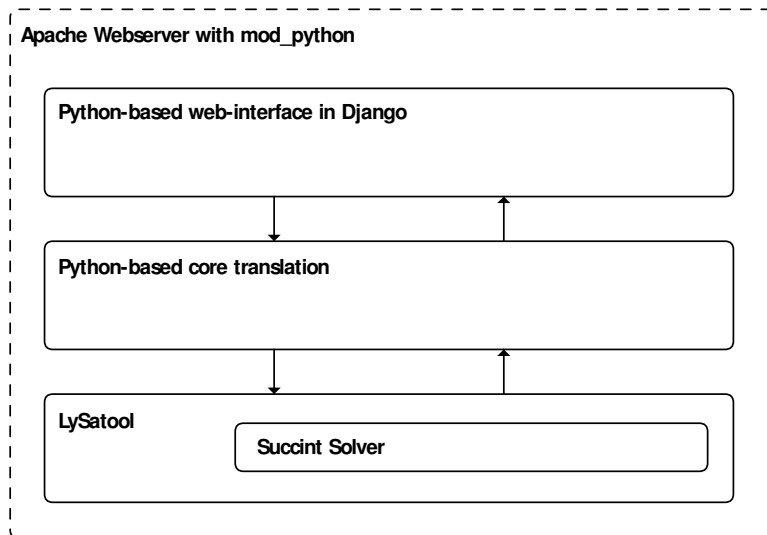 Apache Webserver with mod_python
Python-based web-interface in Django
Python-based core translation
LySatool
Succint Solver